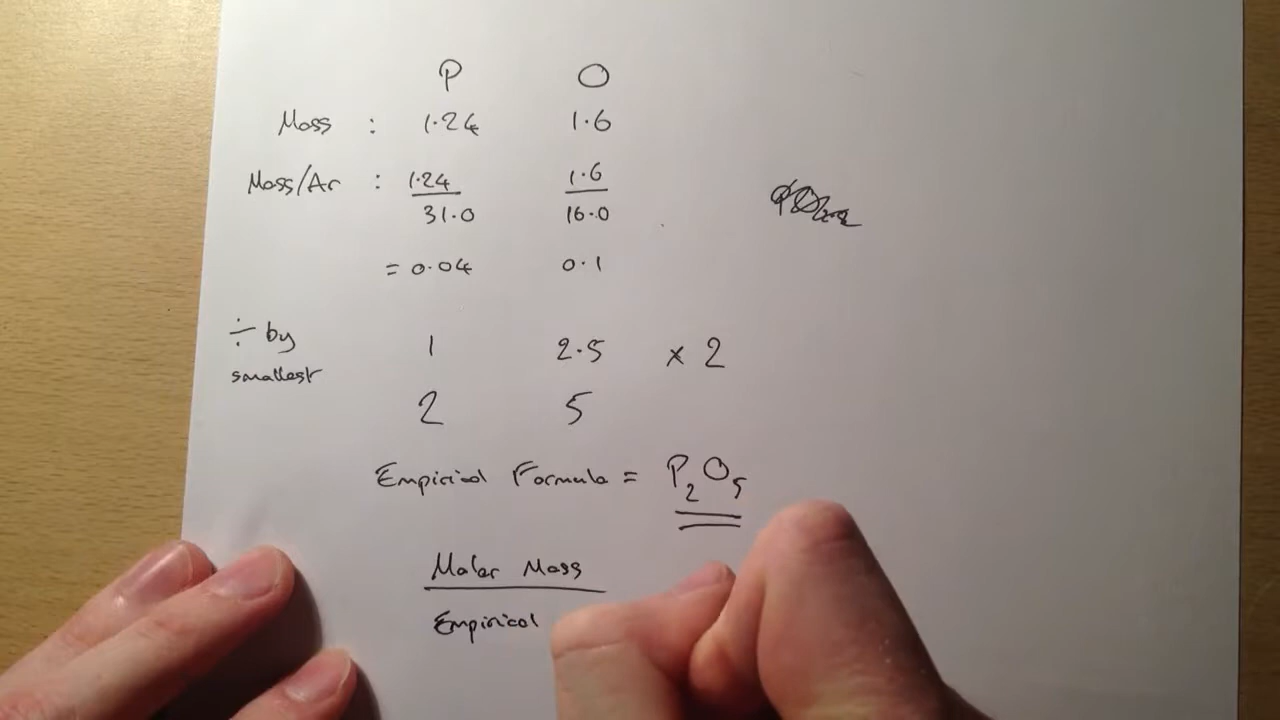 P O
Mass : 1.24 1.6
Mass/Ar : 1.24 1.6
31.0 16.0
= 0.04 0.1
÷ by
smallest 1 2.5 x 2
2 5
Empirical Formula = P₂O₅
Molar Mass
Empirical